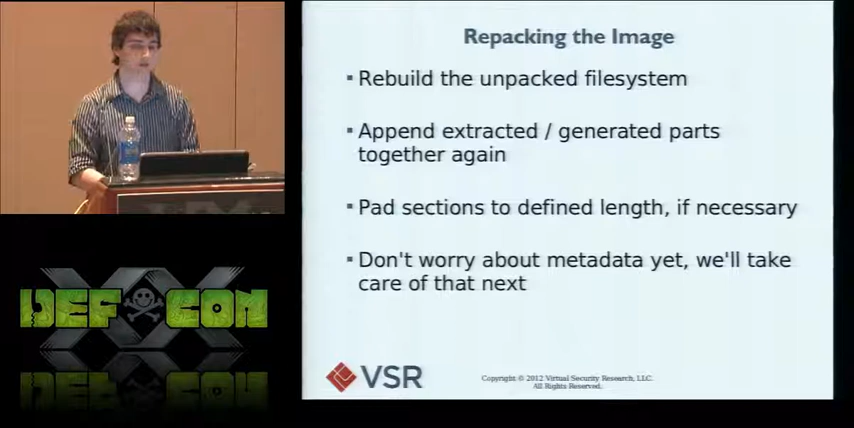 Repacking the Image
▪ Rebuild the unpacked filesystem
▪ Append extracted / generated parts
together again
▪ Pad sections to defined length, if necessary
▪ Don't worry about metadata yet, we'll take
care of that next
VSR
Copyright © 2012 Virtual Security Research, LLC.
All Rights Reserved.
XX
DEF CON